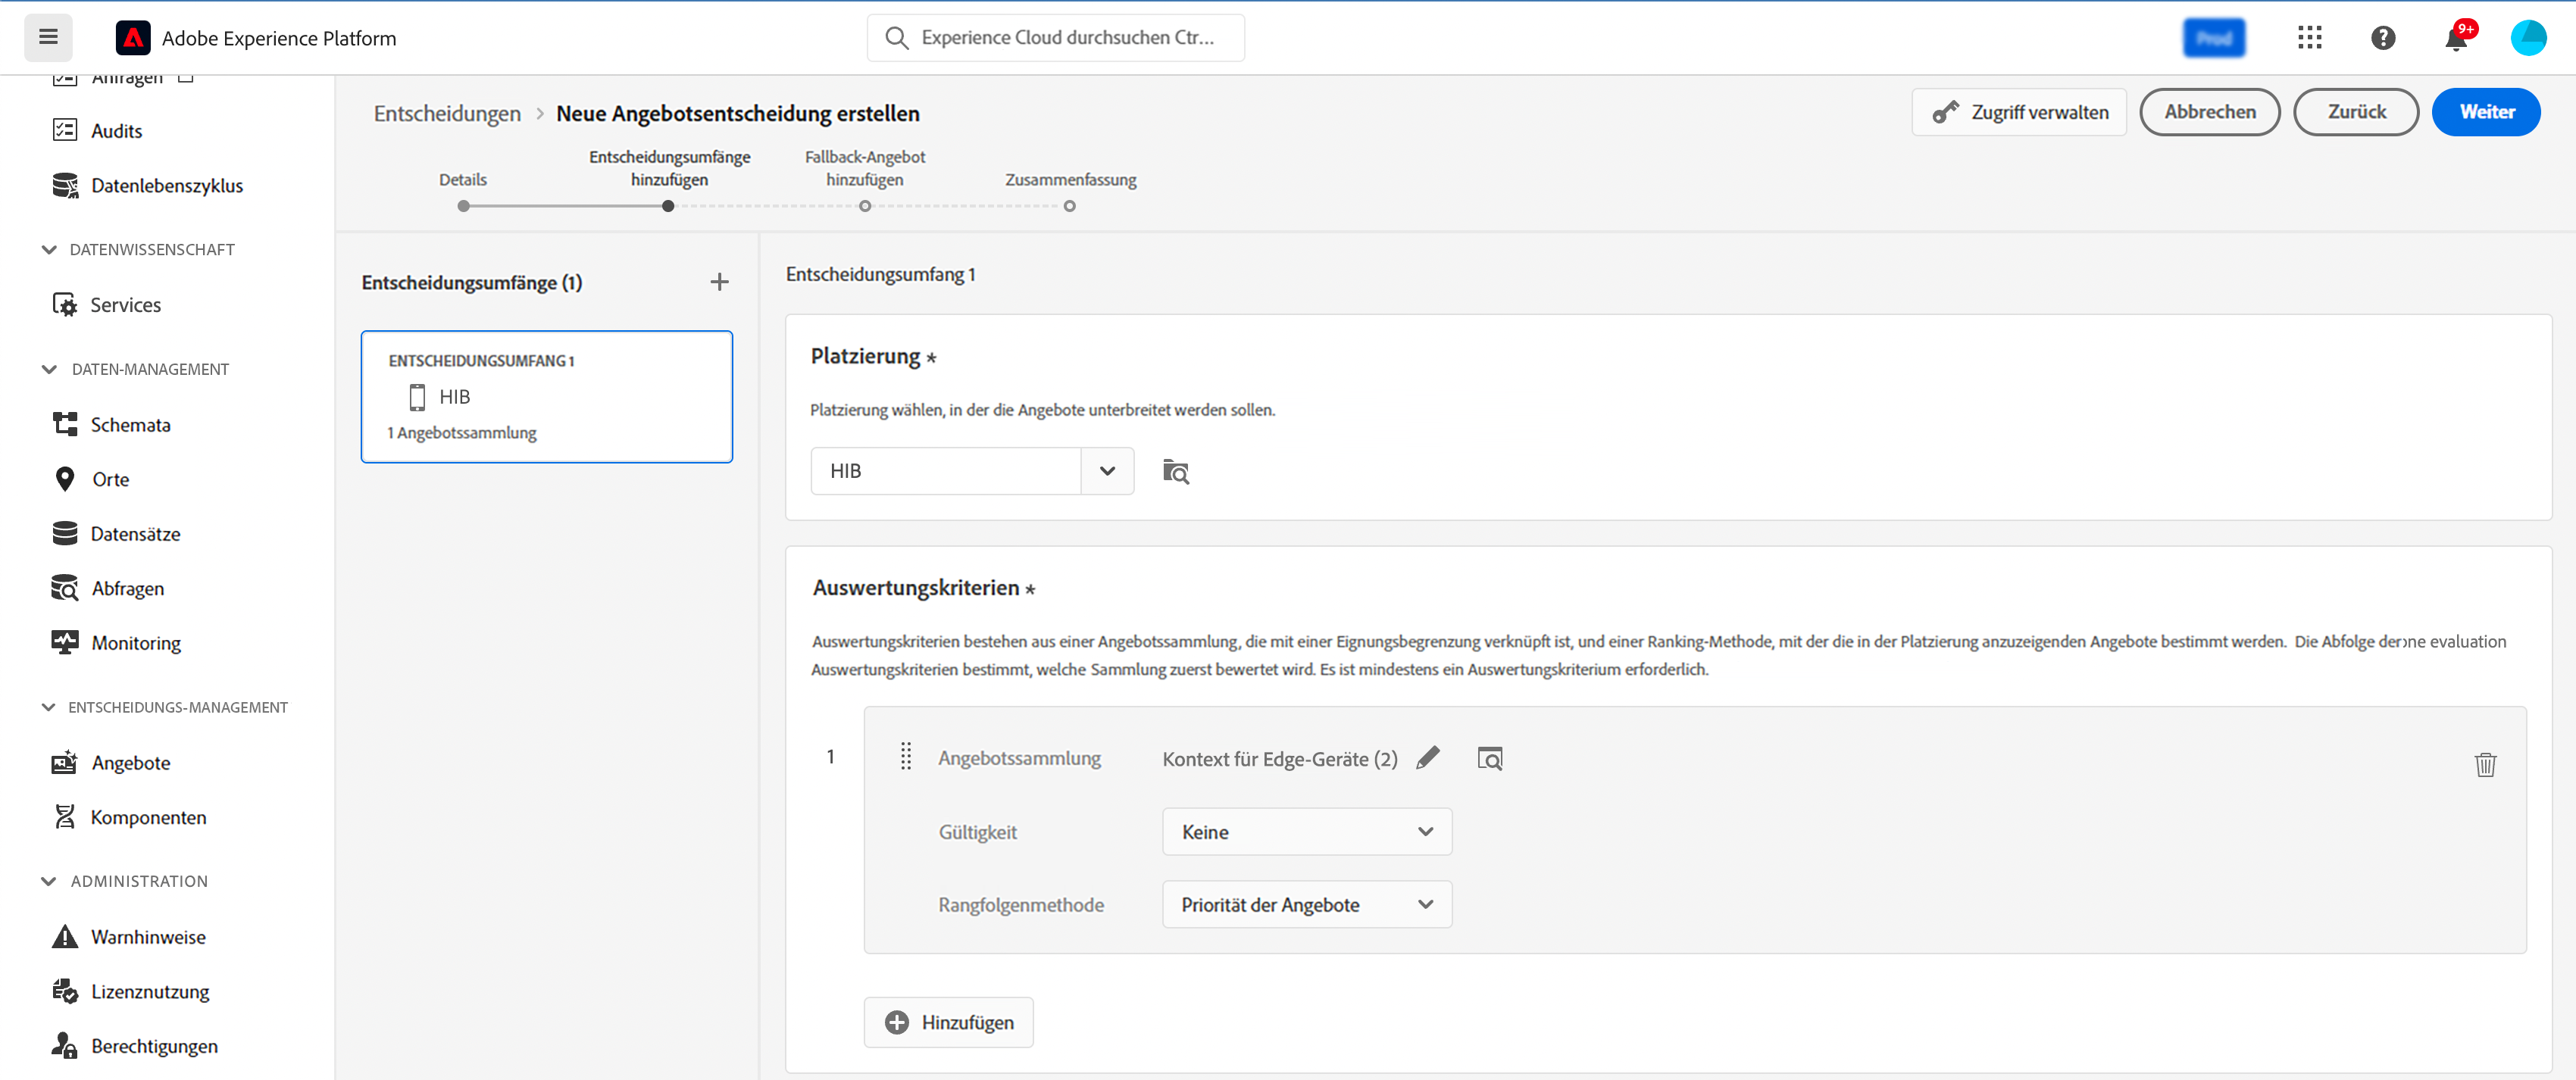 Adobe Experience Platform
Experience Cloud durchsuchen Ctr...
Prod
9+
Anfragen
Audits
Datenlebenszyklus
DATENWISSENSCHAFT
Services
DATEN-MANAGEMENT
Schemata
Orte
Datensätze
Abfragen
Monitoring
ENTSCHEIDUNGS-MANAGEMENT
Angebote
Komponenten
ADMINISTRATION
Warnhinweise
Lizenznutzung
Berechtigungen
Entscheidungen > Neue Angebotsentscheidung erstellen
Zugriff verwalten
Abbrechen
Zurück
Weiter
Details
Entscheidungsumfänge
hinzufügen
Fallback-Angebot
hinzufügen
Zusammenfassung
Entscheidungsumfänge (1)
ENTSCHEIDUNGSUMFANG 1
HIB
1 Angebotssammlung
Entscheidungsumfang 1
Platzierung *
Platzierung wählen, in der die Angebote unterbreitet werden sollen.
HIB
Auswertungskriterien *
Auswertungskriterien bestehen aus einer Angebotssammlung, die mit einer Eignungsbegrenzung verknüpft ist, und einer Ranking-Methode, mit der die in der Platzierung anzuzeigenden Angebote bestimmt werden. Die Abfolge der evaluation
Auswertungskriterien bestimmt, welche Sammlung zuerst bewertet wird. Es ist mindestens ein Auswertungskriterium erforderlich.
1
Angebotssammlung
Kontext für Edge-Geräte (2)
Gültigkeit
Keine
Rangfolgenmethode
Priorität der Angebote
Hinzufügen